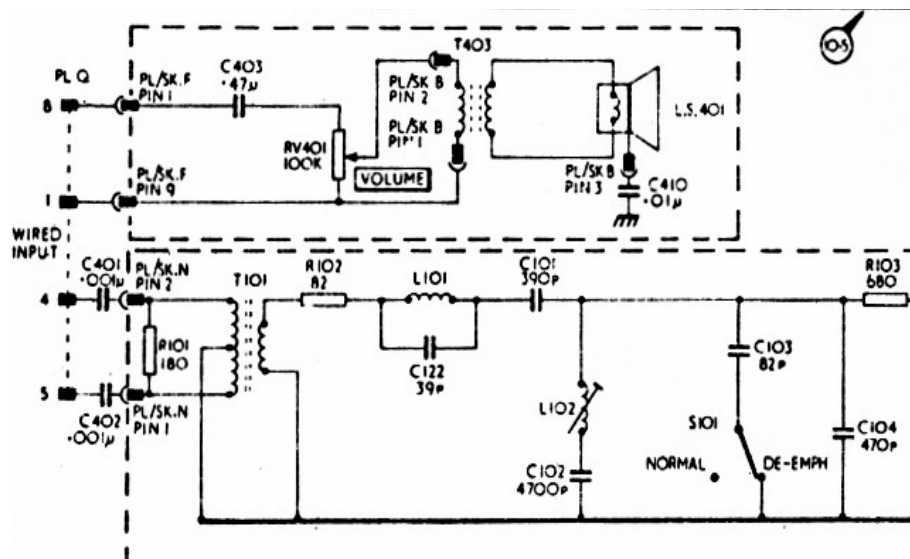 10·5
T403
PL Q
PL/SK.F
PIN 1
C403
·47µ
8
PL/SK B
PIN 2
PL/SK B
PIN 1
L.S.401
RV401
100K
VOLUME
PL/SK B
PIN 3
C410
·01µ
PL/SK.F
PIN 9
1
WIRED
INPUT
C401
·001µ
PL/SK.N
PIN 2
T101
R102
82
L101
C101
390p
R103
680
4
R101
180
C122
39p
C103
82p
L102
S101
C104
470p
5
C402
·001µ
PL/SK.N
PIN 1
C102
4700p
NORMAL
DE-EMPH